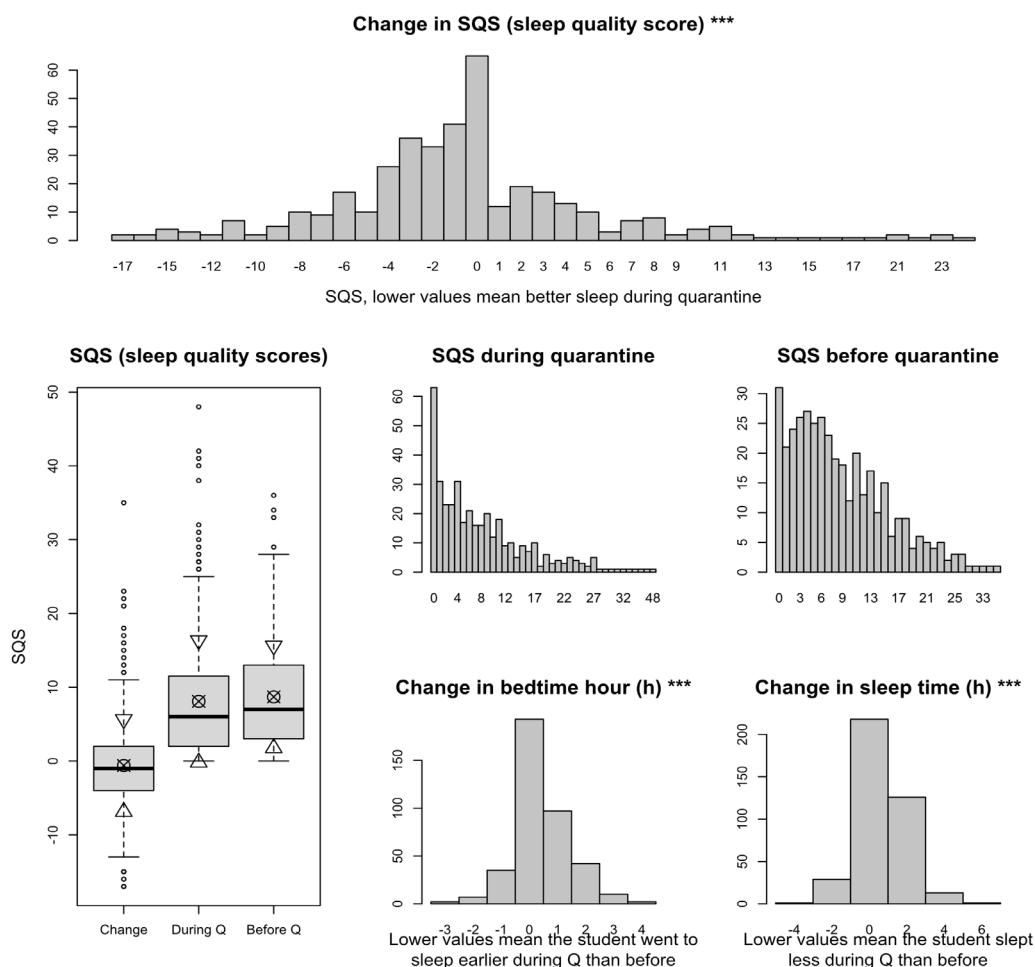 Change in SQS (sleep quality score) ***
60
50
40
30
20
10
0
-17 -15 -12 -10 -8 -6 -4 -2 0 1 2 3 4 5 6 7 8 9 11 13 15 17 21 23
SQS, lower values mean better sleep during quarantine
SQS (sleep quality scores)
50
40
30
20
10
0
-10
SQS
Change During Q Before Q
SQS during quarantine
60
50
40
30
20
10
0
0 4 8 12 17 22 27 32 48
SQS before quarantine
30
25
20
15
10
5
0
0 3 6 9 13 17 21 25 33
Change in bedtime hour (h) ***
150
100
50
0
-3 -2 -1 0 1 2 3 4
Lower values mean the student went to
sleep earlier during Q than before
Change in sleep time (h) ***
200
150
100
50
0
-4 -2 0 2 4 6
Lower values mean the student slept
less during Q than before